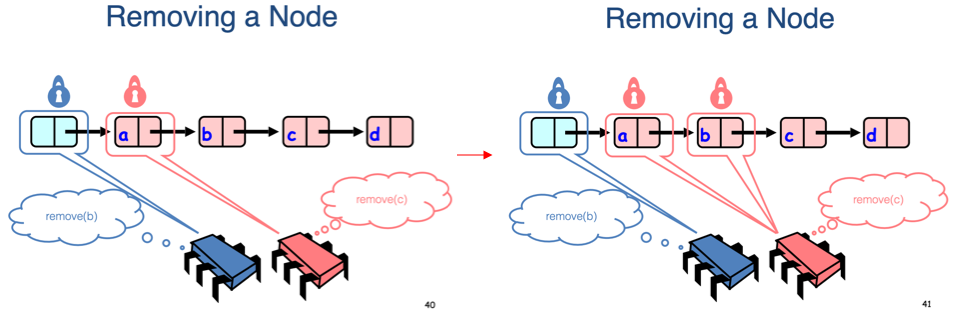 Removing a Node
a b c d
remove(b)
remove(c)
40
Removing a Node
a b c d
remove(b)
remove(c)
41